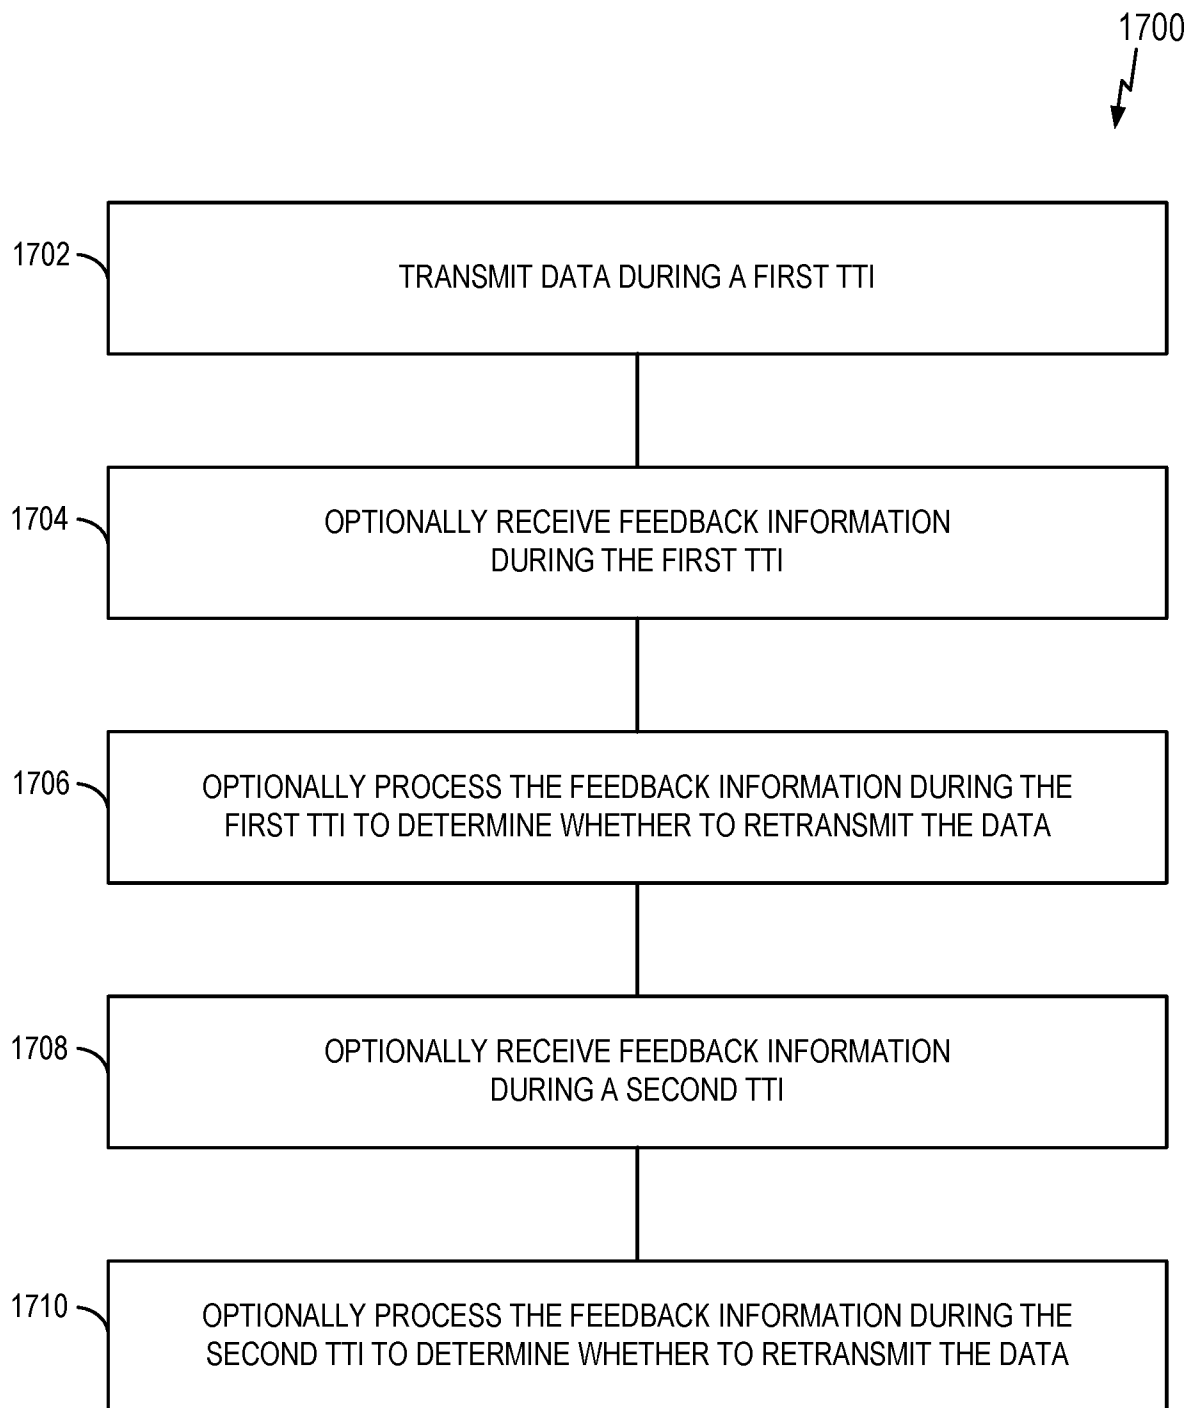 1700
1702
TRANSMIT DATA DURING A FIRST TTI
1704
OPTIONALLY RECEIVE FEEDBACK INFORMATION
DURING THE FIRST TTI
1706
OPTIONALLY PROCESS THE FEEDBACK INFORMATION DURING THE
FIRST TTI TO DETERMINE WHETHER TO RETRANSMIT THE DATA
1708
OPTIONALLY RECEIVE FEEDBACK INFORMATION
DURING A SECOND TTI
1710
OPTIONALLY PROCESS THE FEEDBACK INFORMATION DURING THE
SECOND TTI TO DETERMINE WHETHER TO RETRANSMIT THE DATA